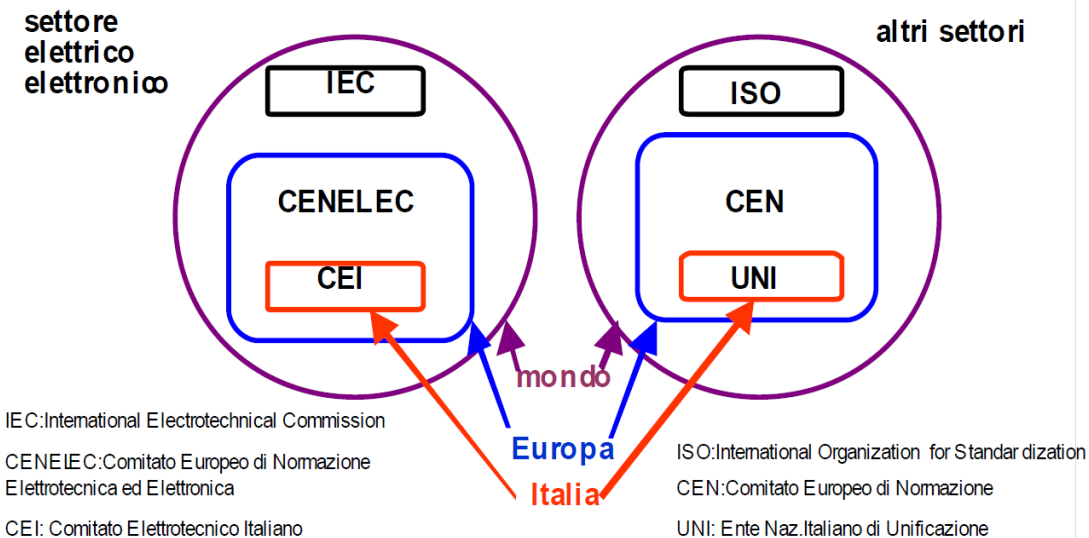 settore
elettrico
elettronico
altri settori
IEC
ISO
CENELEC
CEN
CEI
UNI
mondo
Europa
Italia
IEC:International Electrotechnical Commission
CENELEC:Comitato Europeo di Normazione
Elettrotecnica ed Elettronica
CEI: Comitato Elettrotecnico Italiano
ISO:International Organization for Standardization
CEN:Comitato Europeo di Normazione
UNI: Ente Naz.Italiano di Unificazione